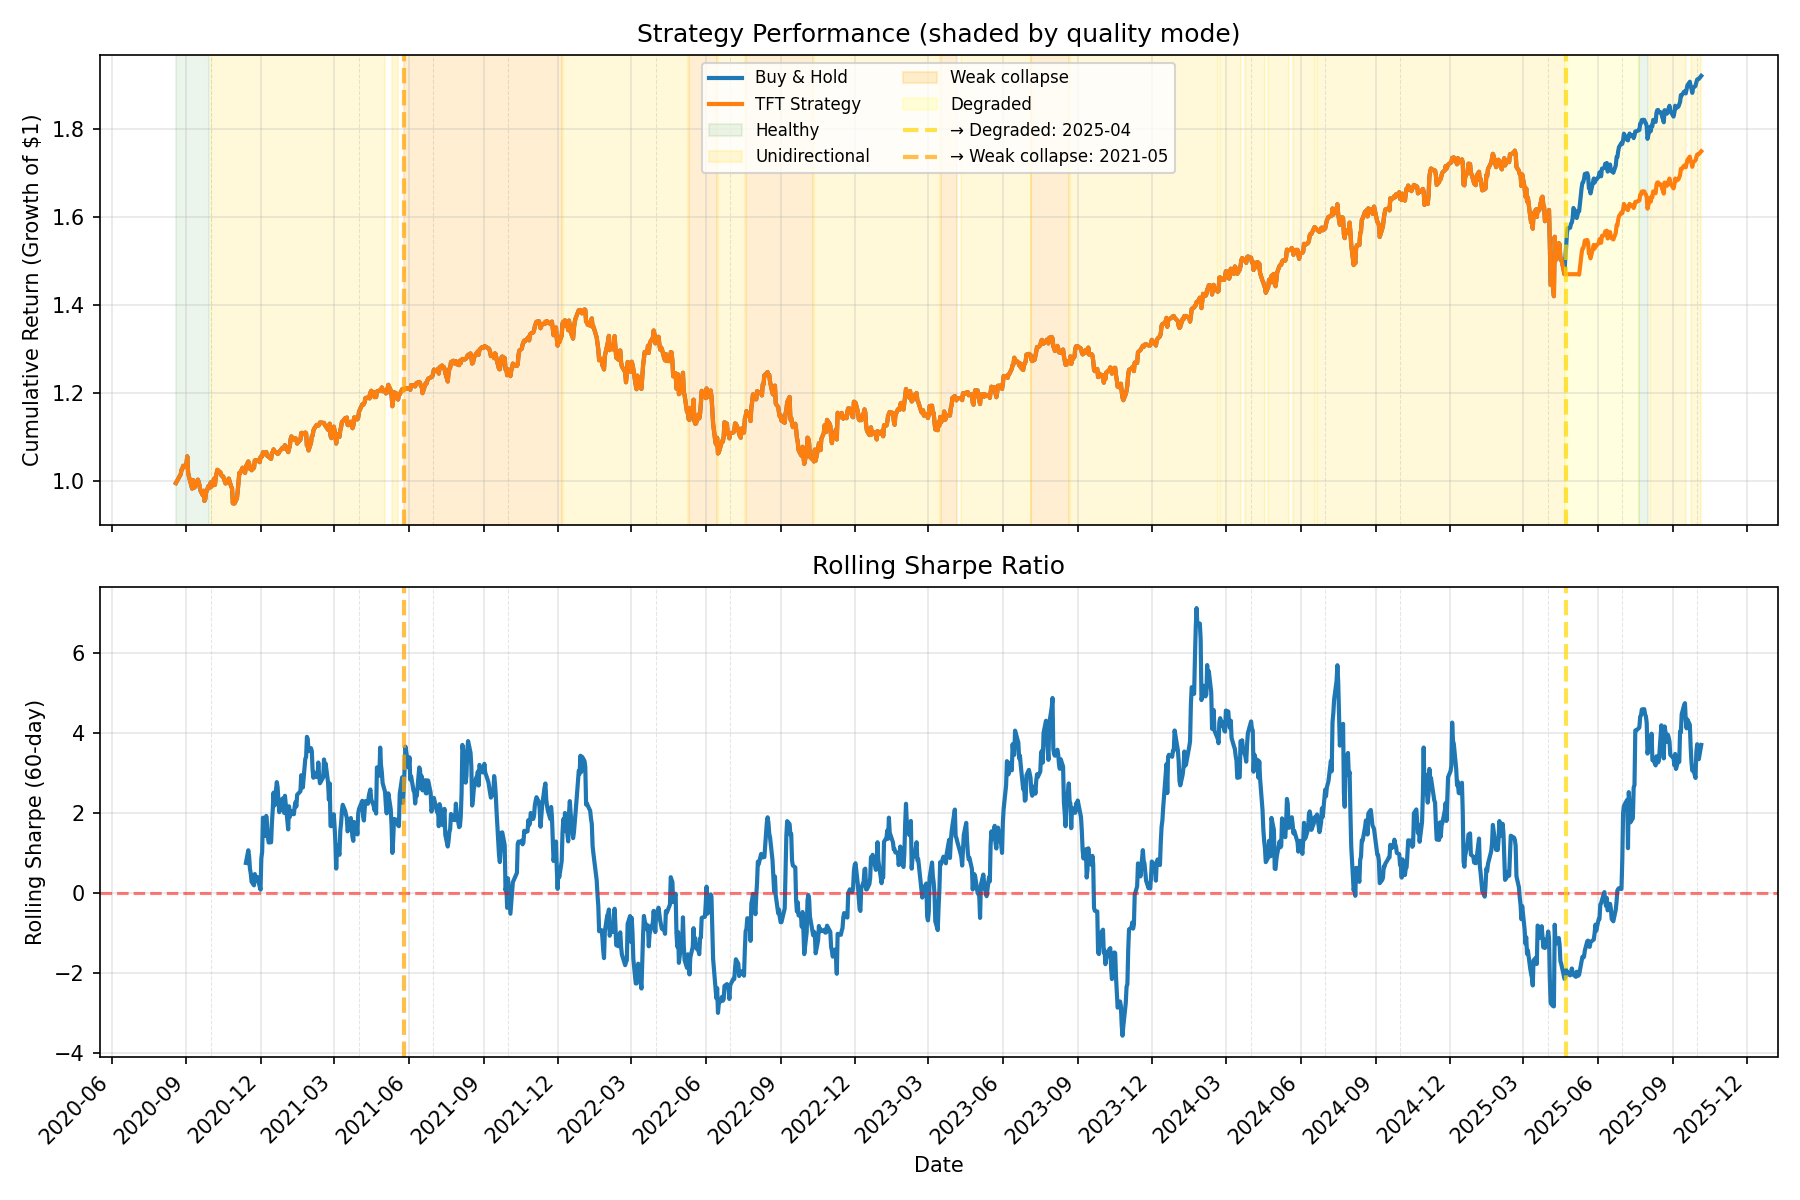 Strategy Performance (shaded by quality mode)
Cumulative Return (Growth of $1)
1.8
1.6
1.4
1.2
1.0
Buy & Hold
TFT Strategy
Healthy
Unidirectional
Weak collapse
Degraded
→ Degraded: 2025-04
→ Weak collapse: 2021-05
Rolling Sharpe Ratio
Rolling Sharpe (60-day)
6
4
2
0
−2
−4
2020-06
2020-09
2020-12
2021-03
2021-06
2021-09
2021-12
2022-03
2022-06
2022-09
2022-12
2023-03
2023-06
2023-09
2023-12
2024-03
2024-06
2024-09
2024-12
2025-03
2025-06
2025-09
2025-12
Date